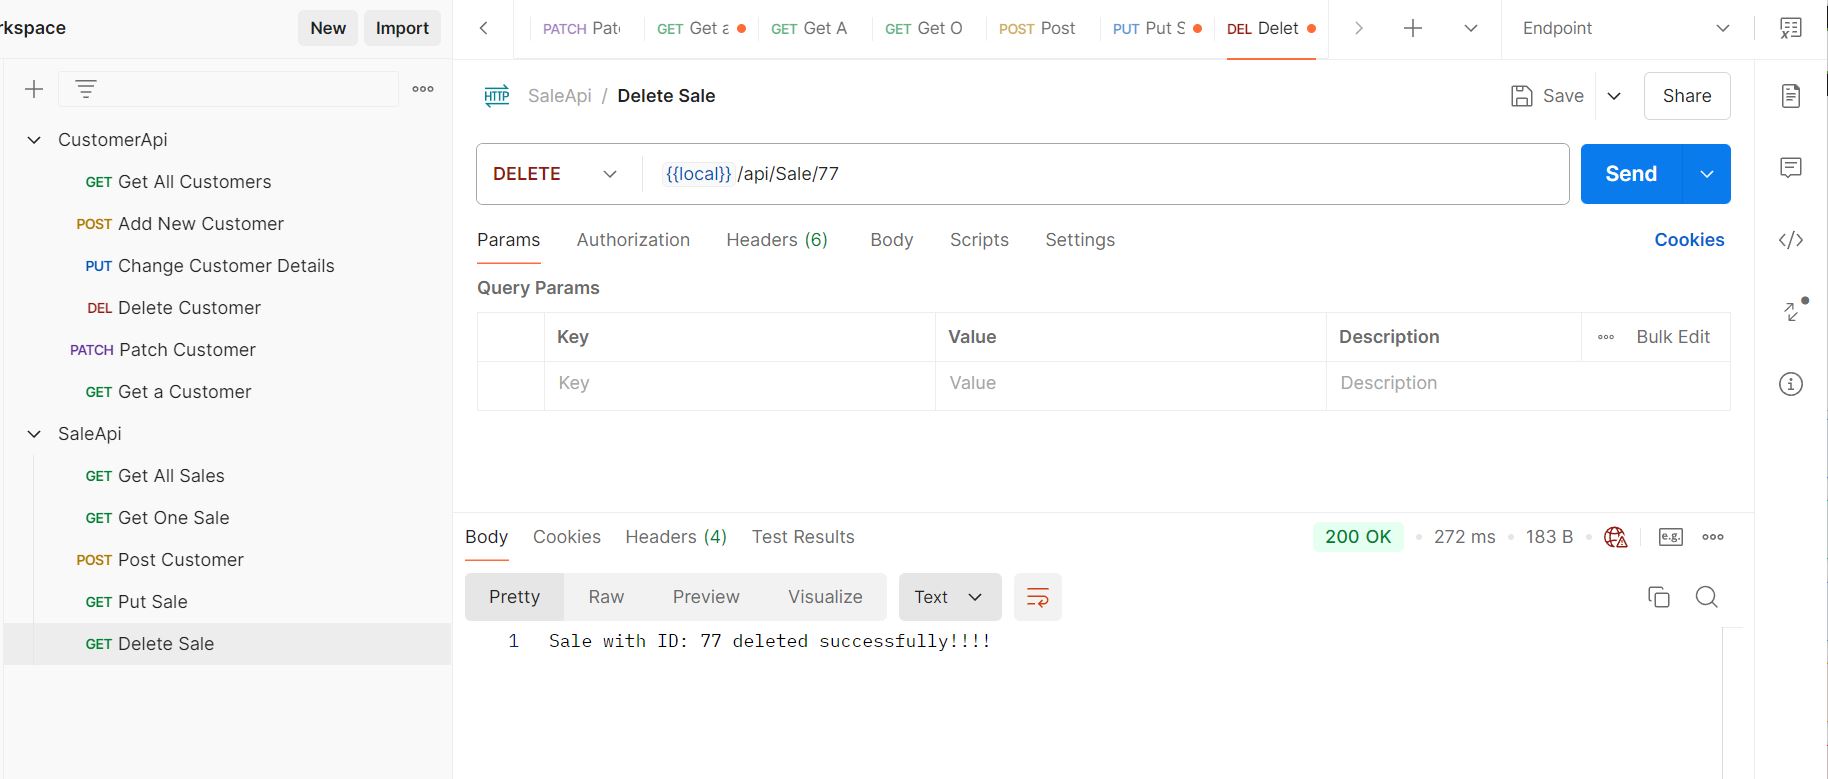 rkspace
New
Import
CustomerApi
GET Get All Customers
POST Add New Customer
PUT Change Customer Details
DEL Delete Customer
PATCH Patch Customer
GET Get a Customer
SaleApi
GET Get All Sales
GET Get One Sale
POST Post Customer
GET Put Sale
GET Delete Sale
PATCH Patc
GET Get a
GET Get A
GET Get O
POST Post
PUT Put S
DEL Delet
Endpoint
HTTP SaleApi / Delete Sale
Save
Share
DELETE
{{local}} /api/Sale/77
Send
Params
Authorization
Headers (6)
Body
Scripts
Settings
Cookies
Query Params
Key
Value
Description
Bulk Edit
Key
Value
Description
Body
Cookies
Headers (4)
Test Results
200 OK
272 ms
183 B
e.g.
Pretty
Raw
Preview
Visualize
Text
1 Sale with ID: 77 deleted successfully!!!!